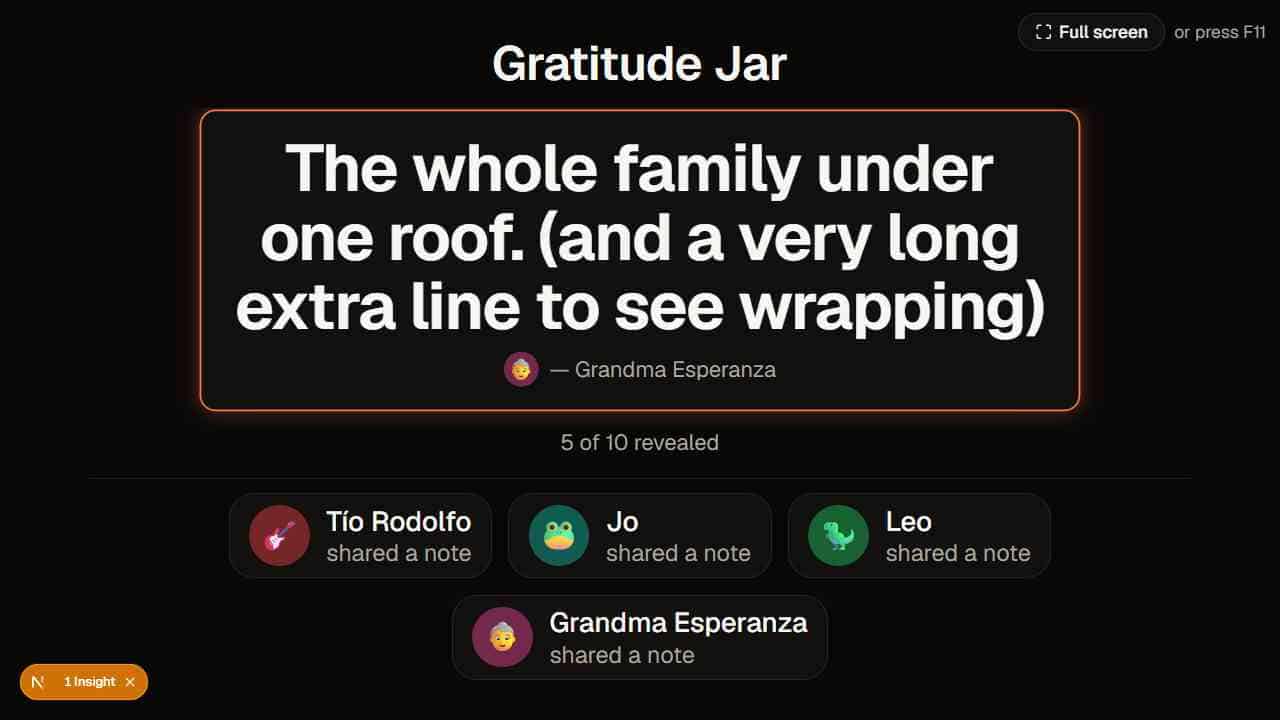 Full screen or press F11
Gratitude Jar
The whole family under
one roof. (and a very long
extra line to see wrapping)
— Grandma Esperanza
5 of 10 revealed
Tío Rodolfo
shared a note
Jo
shared a note
Leo
shared a note
Grandma Esperanza
shared a note
N 1 Insight ×